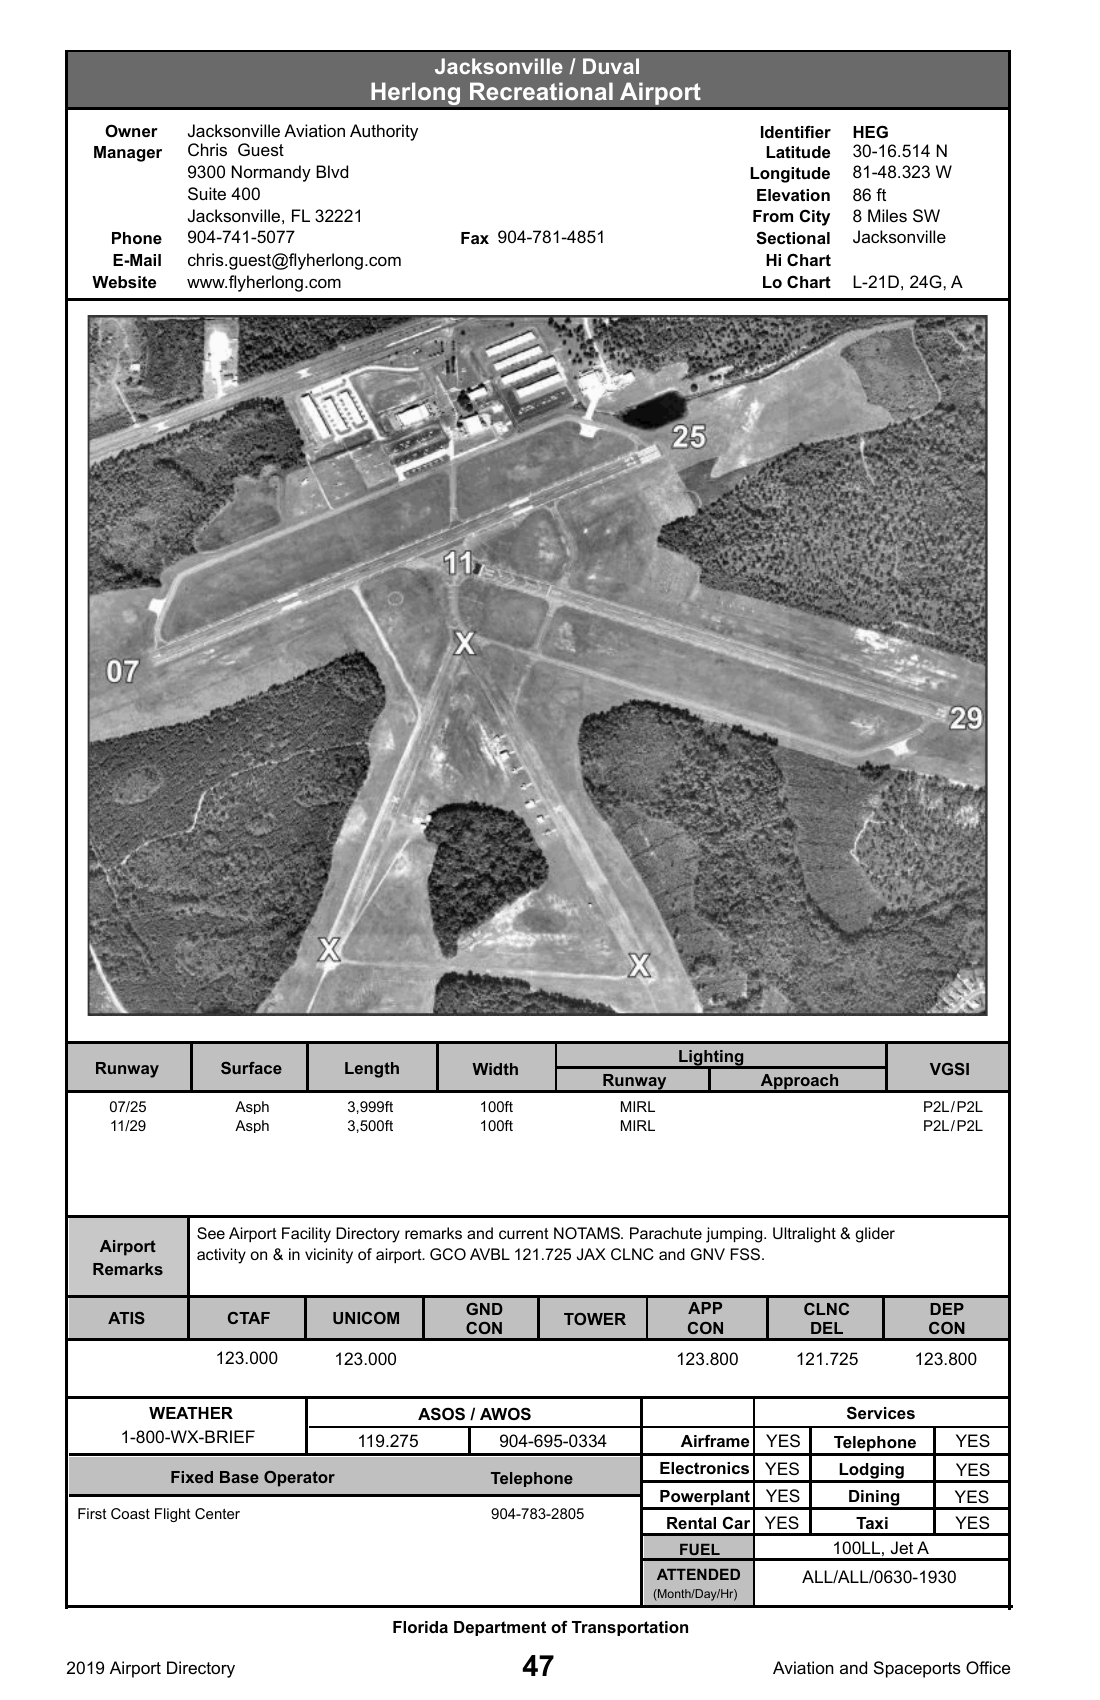 Jacksonville / Duval
Herlong Recreational Airport
Owner Jacksonville Aviation Authority
Manager Chris Guest
9300 Normandy Blvd
Suite 400
Jacksonville, FL 32221
Phone 904-741-5077 Fax 904-781-4851
E-Mail chris.guest@flyherlong.com
Website www.flyherlong.com
Identifier HEG
Latitude 30-16.514 N
Longitude 81-48.323 W
Elevation 86 ft
From City 8 Miles SW
Sectional Jacksonville
Hi Chart
Lo Chart L-21D, 24G, A
25
11
X
07
29
X
X
Runway Surface Length Width Lighting VGSI
Runway Approach
07/25 Asph 3,999ft 100ft MIRL P2L/P2L
11/29 Asph 3,500ft 100ft MIRL P2L/P2L
Airport Remarks
See Airport Facility Directory remarks and current NOTAMS. Parachute jumping. Ultralight & glider
activity on & in vicinity of airport. GCO AVBL 121.725 JAX CLNC and GNV FSS.
ATIS CTAF UNICOM GND CON TOWER APP CON CLNC DEL DEP CON
123.000 123.000 123.800 121.725 123.800
WEATHER
1-800-WX-BRIEF
ASOS / AWOS
119.275 904-695-0334
Fixed Base Operator Telephone
First Coast Flight Center 904-783-2805
Services
Airframe YES Telephone YES
Electronics YES Lodging YES
Powerplant YES Dining YES
Rental Car YES Taxi YES
FUEL 100LL, Jet A
ATTENDED ALL/ALL/0630-1930
(Month/Day/Hr)
Florida Department of Transportation
2019 Airport Directory 47 Aviation and Spaceports Office